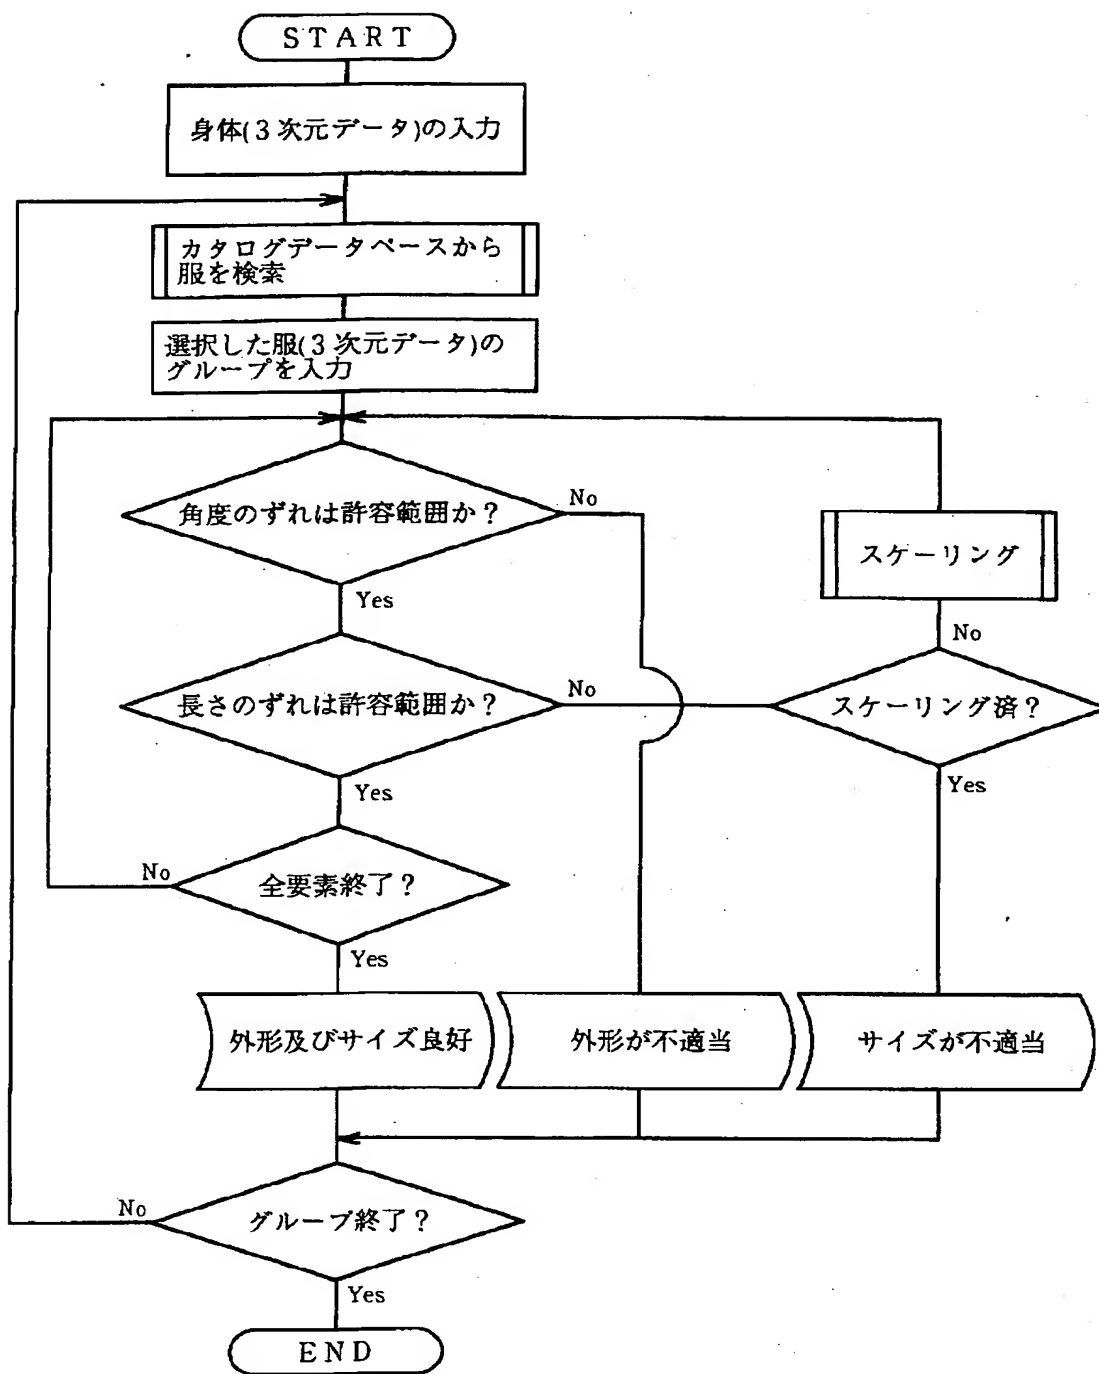 START
身体(3次元データ)の入力
カタログデータベースから
服を検索
選択した服(3次元データ)の
グループを入力
角度のずれは許容範囲か?
No
Yes
スケーリング
No
長さのずれは許容範囲か?
No
スケーリング済?
Yes
Yes
No
全要素終了?
Yes
外形及びサイズ良好
外形が不適当
サイズが不適当
No
グループ終了?
Yes
END